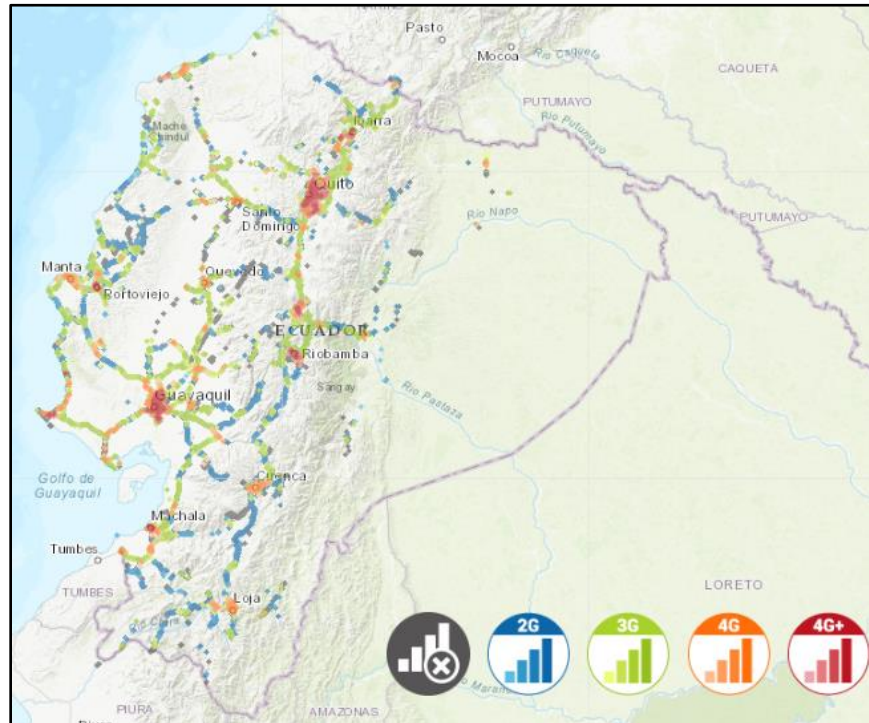 Pasto
Mocoa
Rio Caqueta
CAQUETA
PUTUMAYO
Rio Putumayo
Ibarra
Mache
Chindul
Quito
Santo
Domingo
Rio Napo
PUTUMAYO
Manta
Quevedo
Portoviejo
ECUADOR
Riobamba
Sangay
Guayaquil
Rio Pastaza
Golfo de
Guayaquil
Cuenca
Machala
Tumbes
TUMBES
Loja
LORETO
2G
3G
4G
4G+
PIURA
AMAZONAS